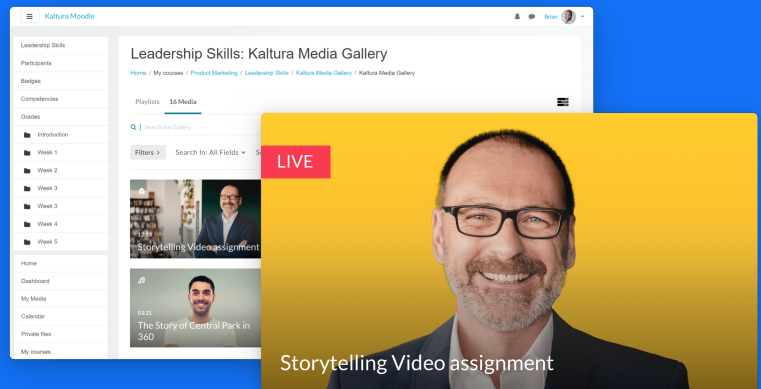 Kaltura Moodle
Brian
Leadership Skills
Participants
Badges
Competencies
Grades
Introduction
Week 1
Week 2
Week 3
Week 3
Week 4
Week 5
Home
Dashboard
My Media
Calendar
Private files
My courses
Leadership Skills: Kaltura Media Gallery
Home / My courses / Product Marketing / Leadership Skills / Kaltura Media Gallery / Kaltura Media Gallery
Playlists 16 Media
Search this Gallery
Filters > Search In: All Fields
12:33
Storytelling Video assignment
03:21
The Story of Central Park in
360
LIVE
Storytelling Video assignment